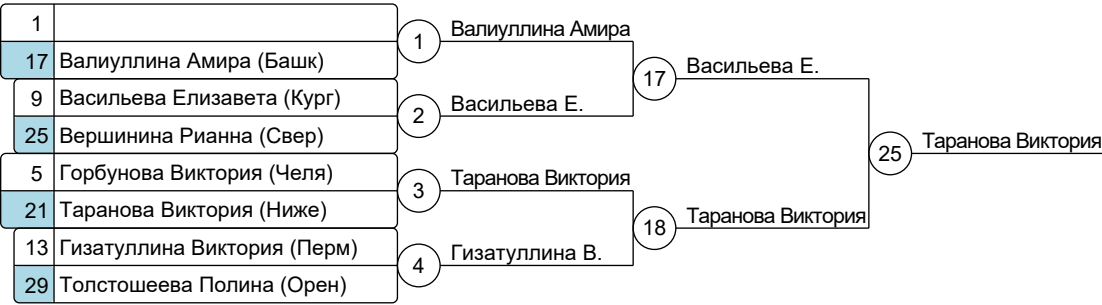 1
17 Валиуллина Амира (Башк)
9 Васильева Елизавета (Кург)
25 Вершинина Рианна (Свер)
5 Горбунова Виктория (Челя)
21 Таранова Виктория (Ниже)
13 Гизатуллина Виктория (Перм)
29 Толстошеева Полина (Орен)
1 Валиуллина Амира
2 Васильева Е.
3 Таранова Виктория
4 Гизатуллина В.
17 Васильева Е.
18 Таранова Виктория
25 Таранова Виктория